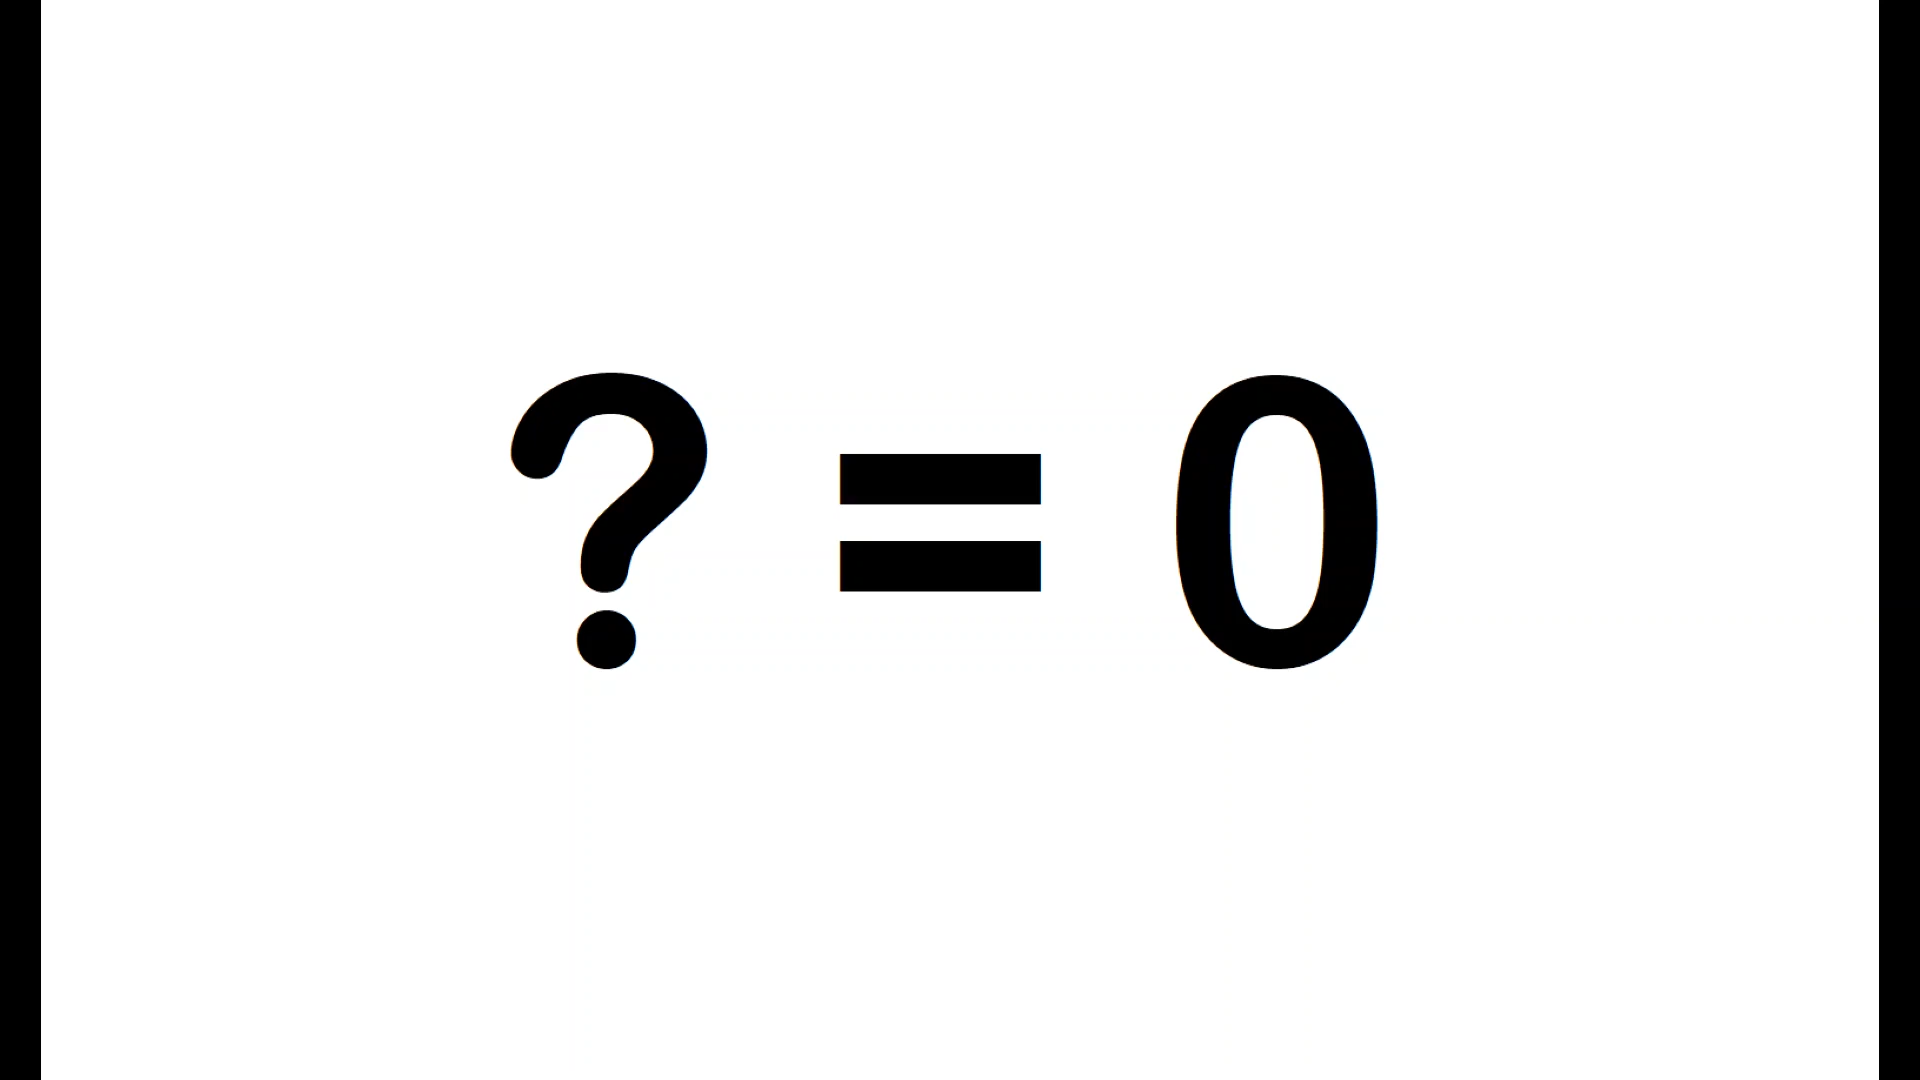 ? = 0